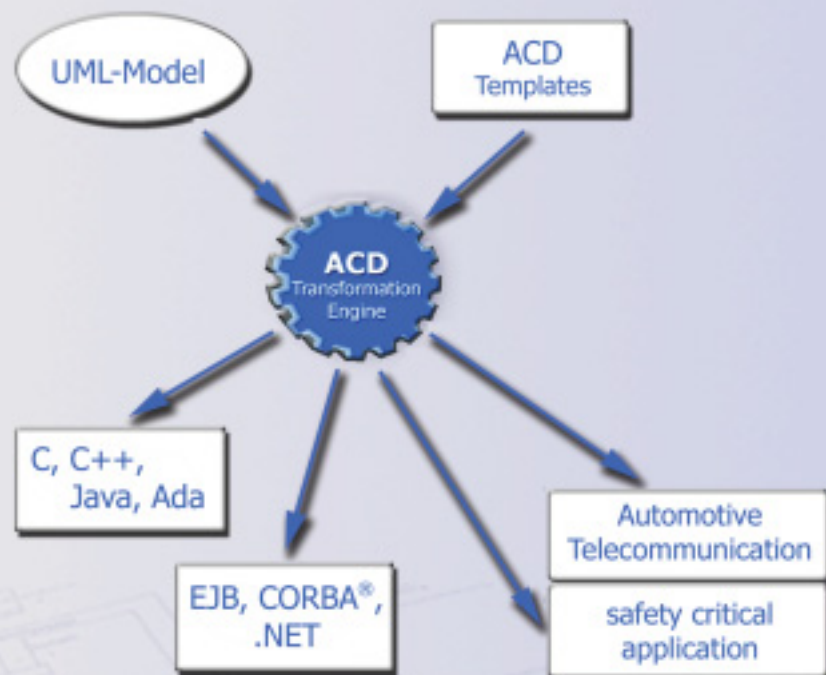 UML-Model
ACD
Templates
ACD
Transformation
Engine
C, C++,
Java, Ada
EJB, CORBA®,
.NET
Automotive
Telecommunication
safety critical
application